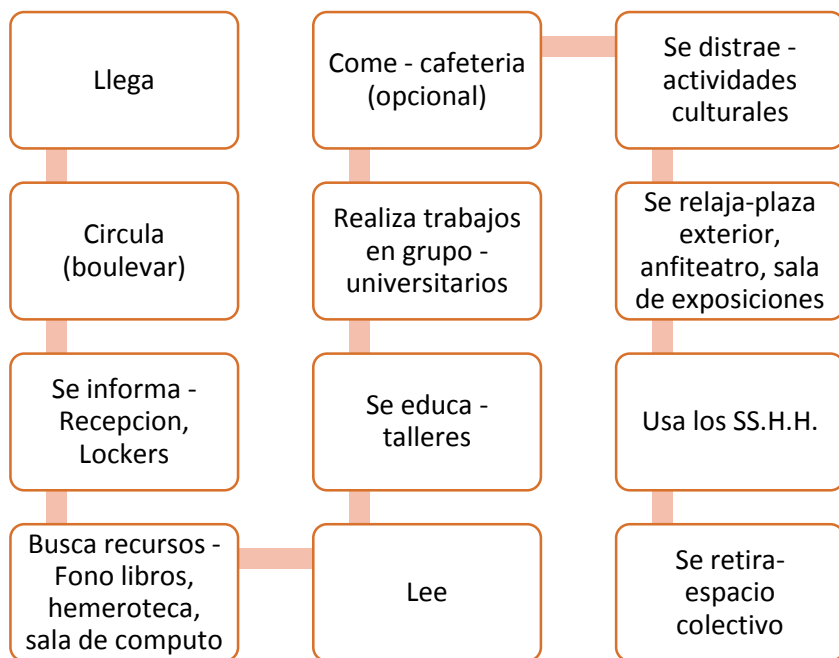 Llega
Circula
(boulevar)
Se informa -
Recepcion,
Lockers
Busca recursos -
Fono libros,
hemeroteca,
sala de computo
Lee
Se educa -
talleres
Realiza trabajos
en grupo -
universitarios
Come - cafeteria
(opcional)
Se distrae -
actividades
culturales
Se relaja-plaza
exterior,
anfiteatro, sala
de exposiciones
Usa los SS.H.H.
Se retira-
espacio
colectivo